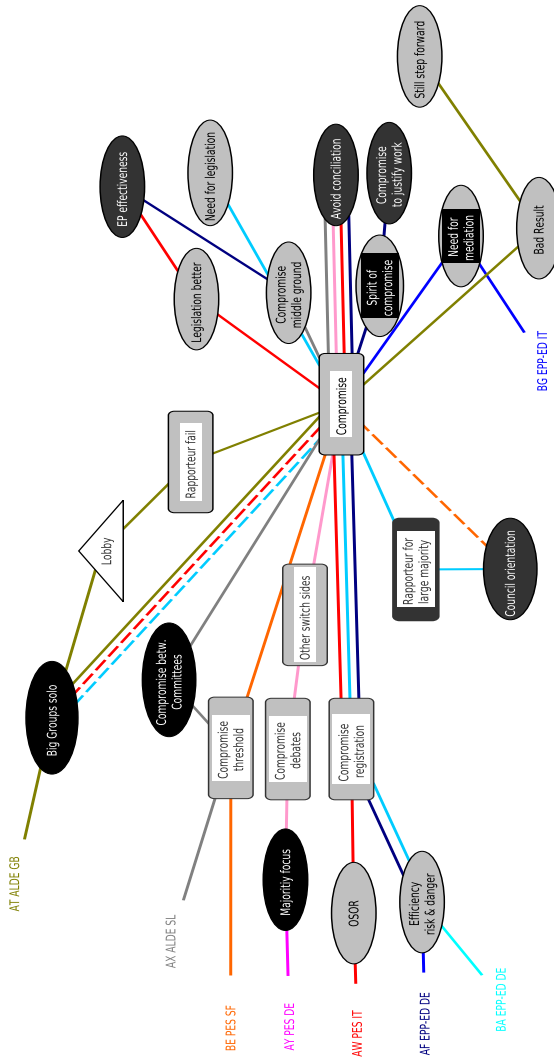 AT ALDE GB
AX ALDE SL
BE PES SF
AY PES DE
AW PES IT
AF EPP-ED DE
BA EPP-ED DE
Big Groups solo
Compromise betw.
Committees
Compromise
threshold
Compromise
debates
Majoritiy focus
Compromise
registration
OSOR
Efficiency
risk & danger
Lobby
Rapporteur fail
Other switch sides
Rapporteur for
large majority
Council orientation
Compromise
EP effectiveness
Legislation better
Need for legislation
Compromise
middle ground
Avoid conciliation
Spirit of
compromise
Compromise
to justify work
Need for
mediation
Still step forward
Bad Result
BG EPP-ED IT